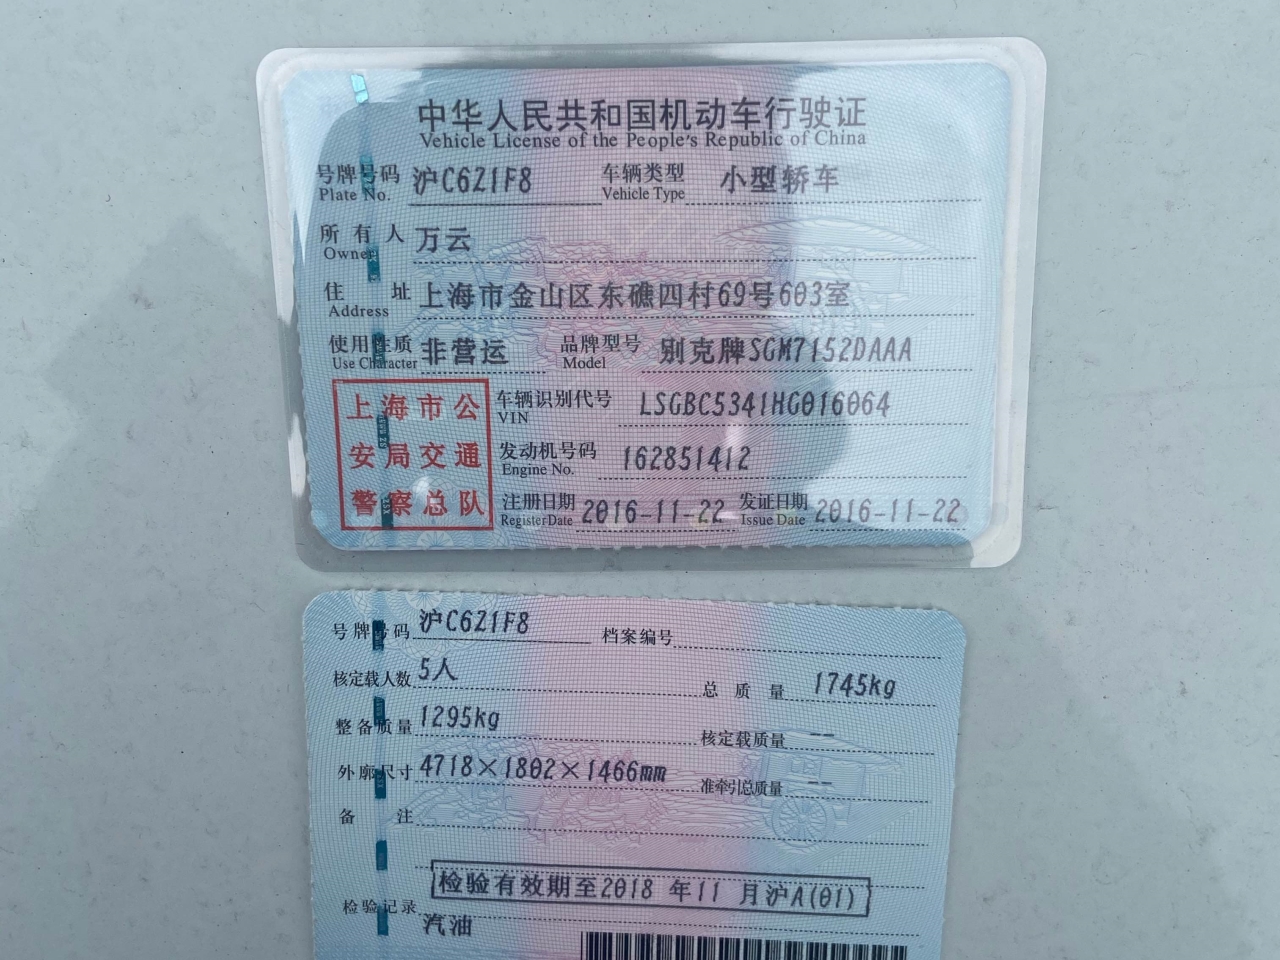 中华人民共和国机动车行驶证
Vehicle License of the People's Republic of China
号牌号码 沪C6Z1F8 车辆类型 小型轿车
Plate No. Vehicle Type
所有人 万云
Owner
住址 上海市金山区东礁四村69号603室
Address
使用性质 非营运 品牌型号 别克牌SGM7152DAAA
Use Character Model
上海市公
安局交通
警察总队
车辆识别代号 LSGBC5341HG016064
VIN
发动机号码 162851412
Engine No.
注册日期 2016-11-22 发证日期 2016-11-22
Register Date Issue Date
号牌号码 沪C6Z1F8 档案编号
核定载人数 5人 总质量 1745kg
整备质量 1295kg 核定载质量 --
外廓尺寸 4718×1802×1466mm 准牵引总质量 --
备注
检验有效期至2018 年11 月沪A(01)
检验记录
汽油